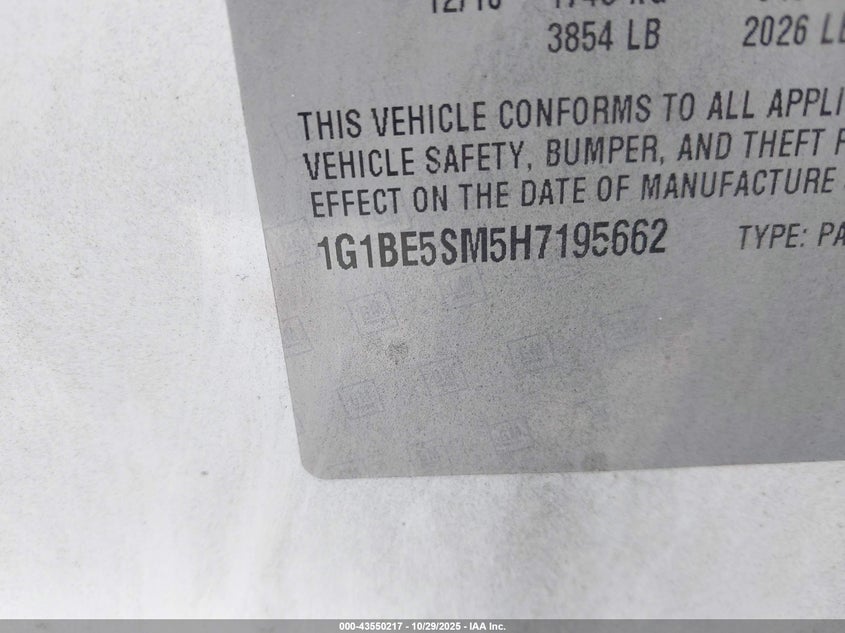 3854 LB 2026 LB
THIS VEHICLE CONFORMS TO ALL APPLI
VEHICLE SAFETY, BUMPER, AND THEFT
EFFECT ON THE DATE OF MANUFACTURE
1G1BE5SM5H7195662 TYPE: PA
000-43550217 - 10/29/2025 - IAA Inc.